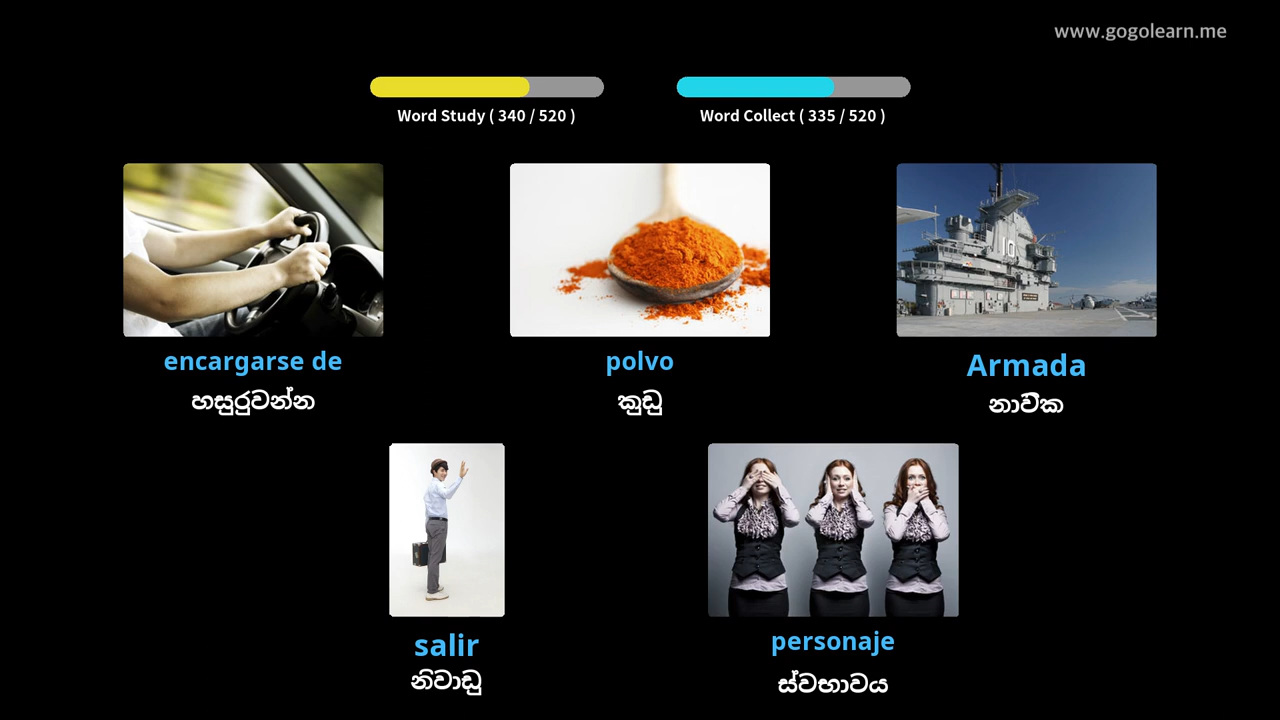 www.gogolearn.me
Word Study ( 340 / 520 )
Word Collect ( 335 / 520 )
16
encargarse de
හසුරුවන්න
polvo
කුඩු
Armada
නාවික
salir
නිවාඩු
personaje
ස්වභාවය